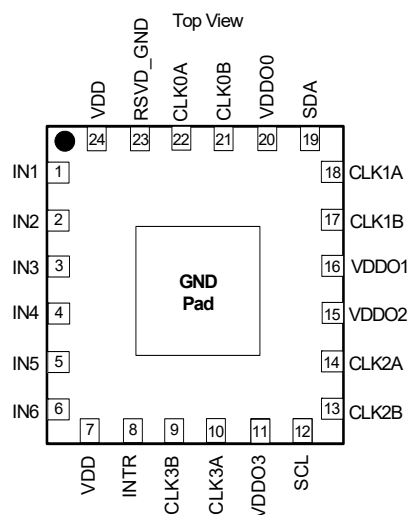 Top View
VDD
RSVD_GND
CLK0A
CLK0B
VDDO0
SDA
24
23
22
21
20
19
IN1
1
18
CLK1A
IN2
2
17
CLK1B
IN3
3
16
VDDO1
GND
Pad
IN4
4
15
VDDO2
IN5
5
14
CLK2A
IN6
6
13
CLK2B
7
8
9
10
11
12
VDD
INTR
CLK3B
CLK3A
VDDO3
SCL